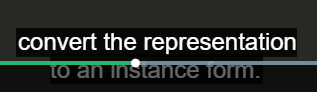 convert the representation
to an instance form.